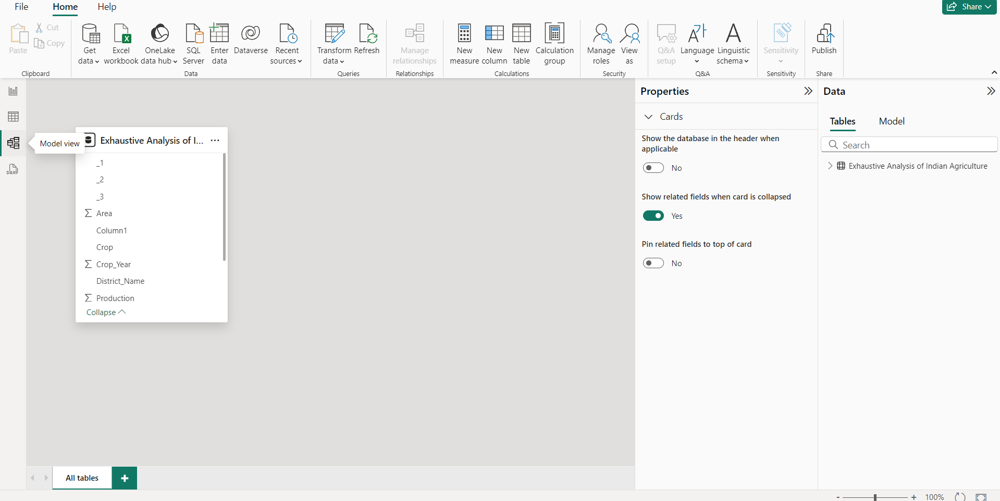 File Home Help
Share
Paste
Cut
Copy
Get data
Excel workbook
OneLake data hub
SQL Server
Enter data
Dataverse
Recent sources
Transform data
Refresh
Manage relationships
New measure
New column
New table
Calculation group
Manage roles
View as
Q&A setup
Language
Linguistic schema
Sensitivity
Publish
Clipboard
Data
Queries
Relationships
Calculations
Security
Q&A
Sensitivity
Share
DAX
Model view
Exhaustive Analysis of I... ...
_1
_2
_3
Area
Column1
Crop
Crop_Year
District_Name
Production
Collapse
Properties
Cards
Show the database in the header when
applicable
No
Show related fields when card is collapsed
Yes
Pin related fields to top of card
No
Data
Tables Model
Search
Exhaustive Analysis of Indian Agriculture
All tables +
- + 100%